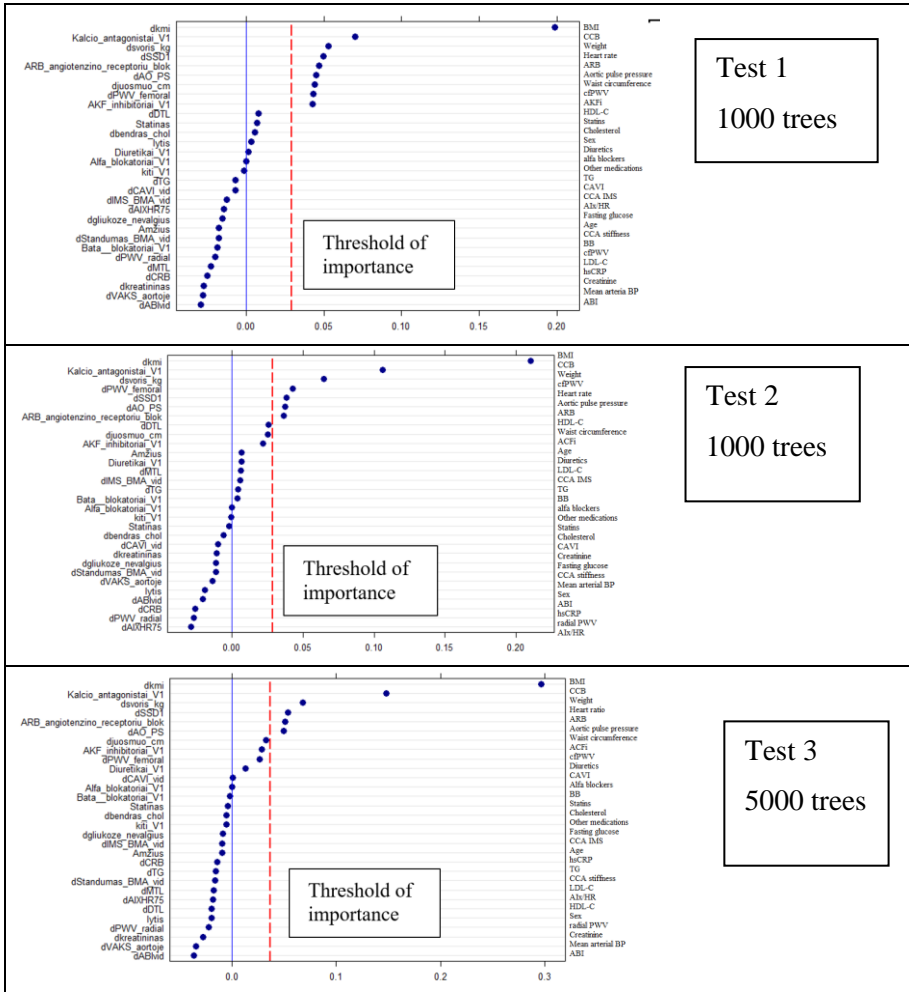 dkmi
Kalcio_antagonistai_V1
dsvoris_kg
dSSD1
ARB_angiotenzino_receptoriu_blok
dAO_PS
djuosmuo_cm
dPWV_femoral
AKF_inhibitoriai_V1
dDTL
Statinas
dbendras_chol
lytis
Diuretikai_V1
Alfa_blokatoriai_V1
kiti_V1
dTG
dCAVI_vid
dIMS_BMA_vid
dAIXHR75
dgliukoze_nevalgius
Amžius
dStandumas_BMA_vid
Bata__blokatoriai_V1
dPWV_radial
dMTL
dCRB
dkreatininas
dVAKS_aortoje
dABIvid
Threshold of
importance
BMI
CCB
Weight
Heart rate
ARB
Aortic pulse pressure
Waist circumference
cfPWV
AKFi
HDL-C
Statins
Cholesterol
Sex
Diuretics
alfa blockers
Other medications
TG
CAVI
CCA IMS
AIx/HR
Fasting glucose
Age
CCA stiffness
BB
cfPWV
LDL-C
hsCRP
Creatinine
Mean arteria BP
ABI
0.00 0.05 0.10 0.15 0.20
Test 1
1000 trees
dkmi
Kalcio_antagonistai_V1
dsvoris_kg
dPWV_femoral
dSSD1
dAO_PS
ARB_angiotenzino_receptoriu_blok
dDTL
djuosmuo_cm
AKF_inhibitoriai_V1
Amžius
Diuretikai_V1
dMTL
dIMS_BMA_vid
dTG
Bata__blokatoriai_V1
Alfa_blokatoriai_V1
kiti_V1
Statinas
dbendras_chol
dCAVI_vid
dkreatininas
dgliukoze_nevalgius
dStandumas_BMA_vid
dVAKS_aortoje
lytis
dABIvid
dCRB
dPWV_radial
dAIXHR75
Threshold of
importance
BMI
CCB
Weight
cfPWV
Heart rate
Aortic pulse pressure
ARB
HDL-C
Waist circumference
ACFi
Age
Diuretics
LDL-C
CCA IMS
TG
BB
alfa blockers
Other medications
Statins
Cholesterol
CAVI
Creatinine
Fasting glucose
CCA stiffness
Mean arteria BP
Sex
ABI
hsCRP
radial PWV
AIx/HR
0.00 0.05 0.10 0.15 0.20
Test 2
1000 trees
dkmi
Kalcio_antagonistai_V1
dsvoris_kg
dSSD1
ARB_angiotenzino_receptoriu_blok
dAO_PS
djuosmuo_cm
AKF_inhibitoriai_V1
dPWV_femoral
Diuretikai_V1
dCAVI_vid
Alfa_blokatoriai_V1
Bata__blokatoriai_V1
Statinas
dbendras_chol
kiti_V1
dgliukoze_nevalgius
dIMS_BMA_vid
Amžius
dCRB
dTG
dStandumas_BMA_vid
dMTL
dAIXHR75
dDTL
lytis
dPWV_radial
dkreatininas
dVAKS_aortoje
dABIvid
Threshold of
importance
BMI
CCB
Weight
Heart ratio
ARB
Aortic pulse pressure
Waist circumference
ACFi
cfPWV
Diuretics
CAVI
Alfa blockers
BB
Statins
Cholesterol
Other medications
Fasting glucose
CCA IMS
Age
hsCRP
TG
CCA stiffness
LDL-C
AIx/HR
HDL-C
Sex
radial PWV
Creatinine
Mean arteria BP
ABI
0.0 0.1 0.2 0.3
Test 3
5000 trees